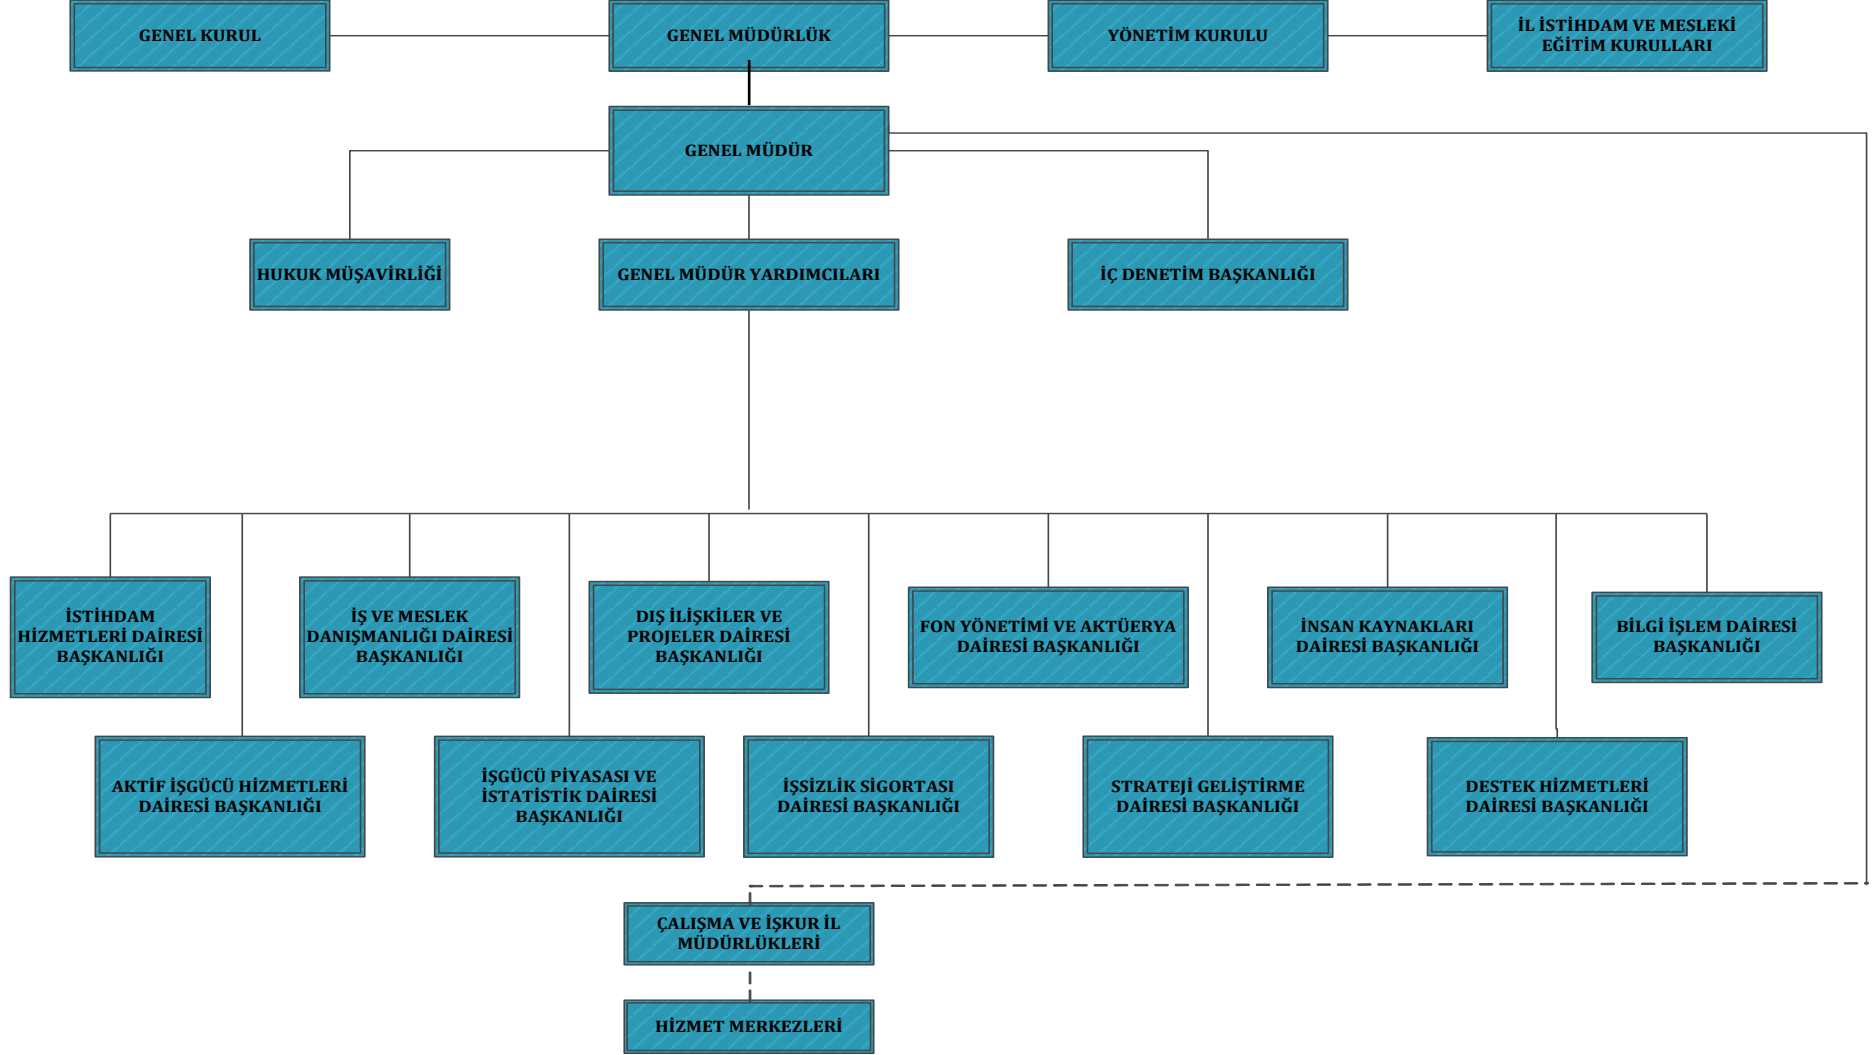 GENEL KURUL
GENEL MÜDÜRLÜK
YÖNETİM KURULU
İL İSTİHDAM VE MESLEKİ
EĞİTİM KURULLARI
GENEL MÜDÜR
HUKUK MÜŞAVİRLİĞİ
GENEL MÜDÜR YARDIMCILARI
İÇ DENETİM BAŞKANLIĞI
İSTİHDAM
HİZMETLERİ DAİRESİ
BAŞKANLIĞI
İŞ VE MESLEK
DANIŞMANLIĞI DAİRESİ
BAŞKANLIĞI
DIŞ İLİŞKİLER VE
PROJELER DAİRESİ
BAŞKANLIĞI
FON YÖNETİMİ VE AKTÜERYA
DAİRESİ BAŞKANLIĞI
İNSAN KAYNAKLARI
DAİRESİ BAŞKANLIĞI
BİLGİ İŞLEM DAİRESİ
BAŞKANLIĞI
AKTİF İŞGÜCÜ HİZMETLERİ
DAİRESİ BAŞKANLIĞI
İŞGÜCÜ PİYASASI VE
İSTATİSTİK DAİRESİ
BAŞKANLIĞI
İŞSİZLİK SİGORTASI
DAİRESİ BAŞKANLIĞI
STRATEJİ GELİŞTİRME
DAİRESİ BAŞKANLIĞI
DESTEK HİZMETLERİ
DAİRESİ BAŞKANLIĞI
ÇALIŞMA VE İŞKUR İL
MÜDÜRLÜKLERİ
HİZMET MERKEZLERİ